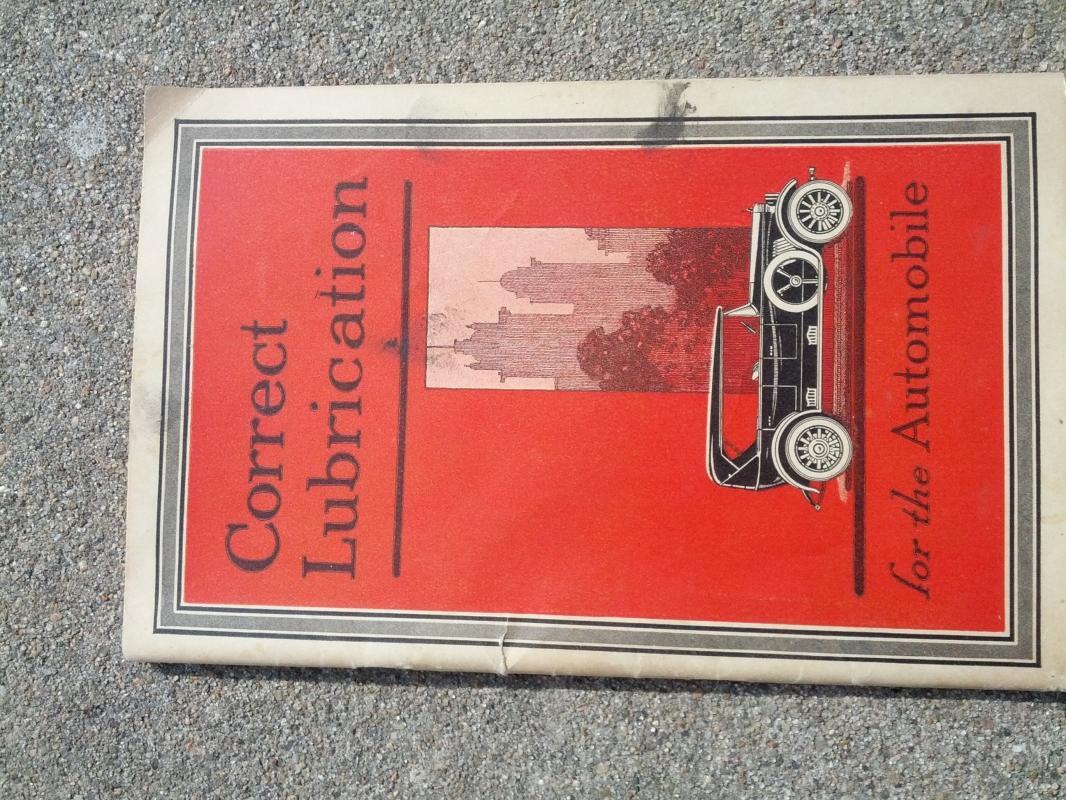 Correct
Lubrication
for the Automobile